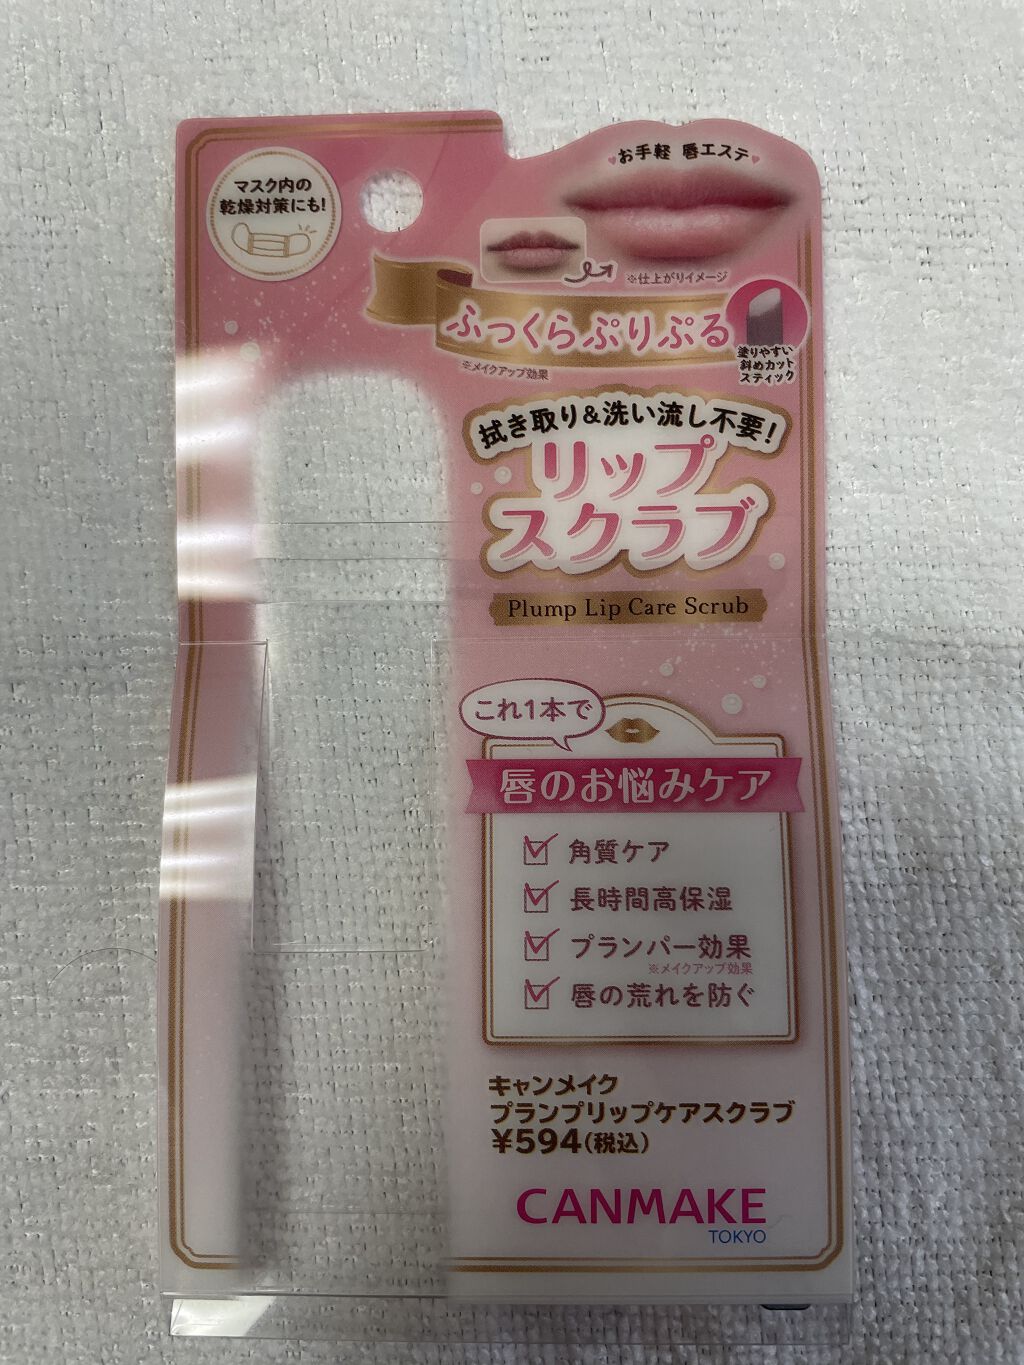 マスク内の
乾燥対策にも!
お手軽 唇エステ
※仕上がりイメージ
ふっくらぷりぷる
※メイクアップ効果
塗りやすい
斜めカット
スティック
拭き取り&洗い流し不要!
リップ
スクラブ
Plump Lip Care Scrub
これ1本で
唇のお悩みケア
角質ケア
長時間高保湿
プランパー効果
※メイクアップ効果
唇の荒れを防ぐ
キャンメイク
プランプリップケアスクラブ
¥594(税込)
CANMAKE
TOKYO